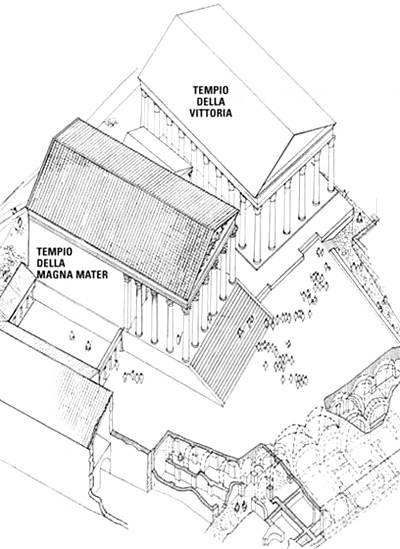 TEMPIO
DELLA
VITTORIA
TEMPIO
DELLA
MAGNA MATER